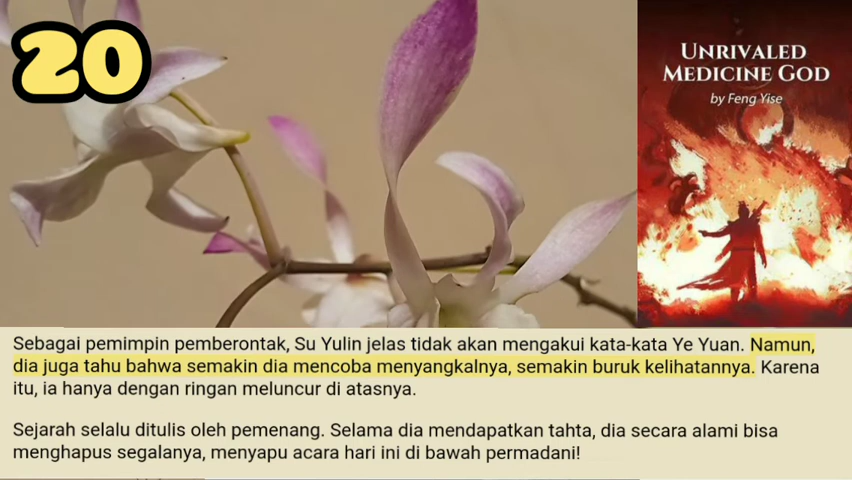 20
UNRIVALED
MEDICINE GOD
by Feng Yise
Sebagai pemimpin pemberontak, Su Yulin jelas tidak akan mengakui kata-kata Ye Yuan. Namun,
dia juga tahu bahwa semakin dia mencoba menyangkalnya, semakin buruk kelihatannya. Karena
itu, ia hanya dengan ringan meluncur di atasnya.
Sejarah selalu ditulis oleh pemenang. Selama dia mendapatkan tahta, dia secara alami bisa
menghapus segalanya, menyapu acara hari ini di bawah permadani!